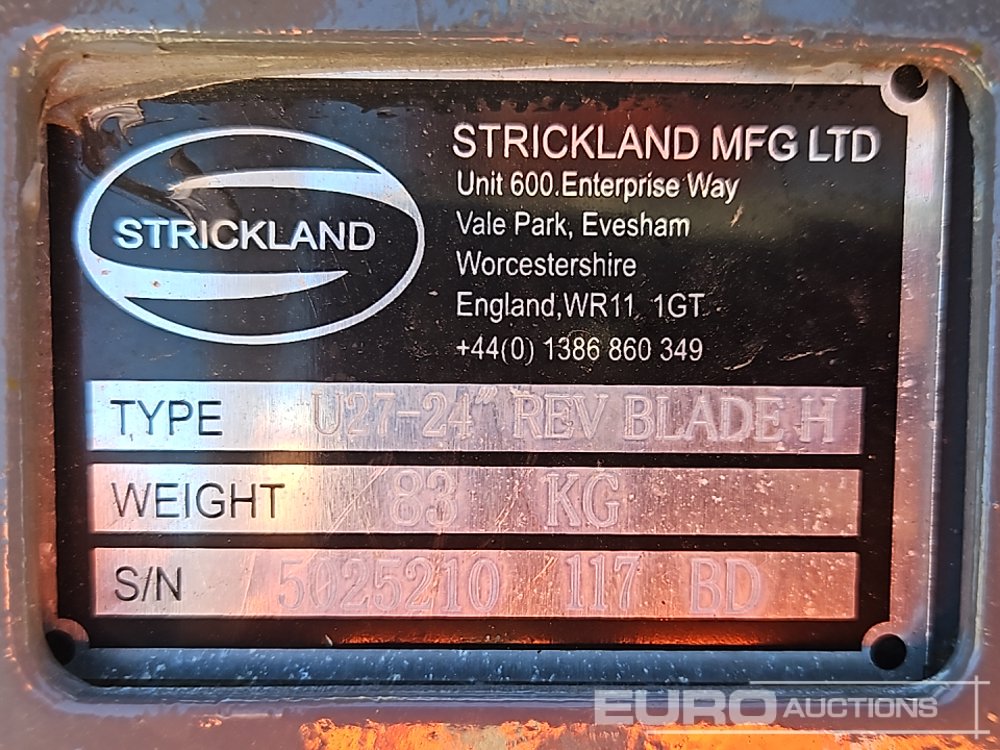 STRICKLAND
STRICKLAND MFG LTD
Unit 600.Enterprise Way
Vale Park, Evesham
Worcestershire
England,WR11 1GT
+44(0) 1386 860 349
TYPE U27-24" REV BLADE H
WEIGHT 83 KG
S/N 5025210 117 BD
EURO AUCTIONS